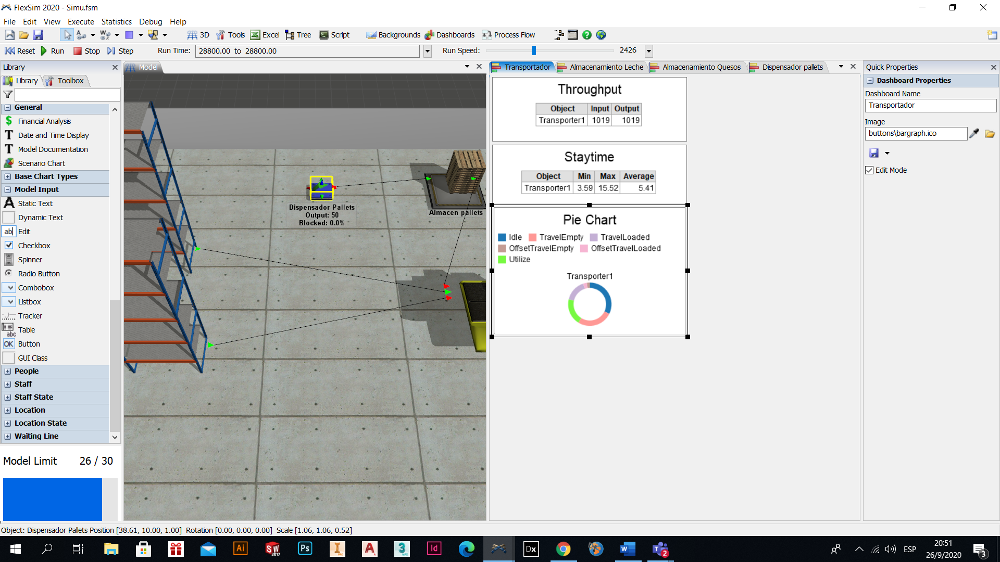 FlexSim 2020 - Simu.fsm
File Edit View Execute Statistics Debug Help
3D Tools Excel Tree Script Backgrounds Dashboards Process Flow
Reset Run Stop Step Run Time: 28800.00 to 28800.00 Run Speed: 2426
Library
Library Toolbox
General
Financial Analysis
Date and Time Display
Model Documentation
Scenario Chart
Base Chart Types
Model Input
Static Text
Dynamic Text
Edit
Checkbox
Spinner
Radio Button
Combobox
Listbox
Tracker
Table
Button
GUI Class
People
Staff
Staff State
Location
Location State
Waiting Line
Model Limit 26 / 30
Model
Dispensador Pallets
Output: 50
Blocked: 0.0%
Almacen pallets
Transportador Almacenamiento Leche Almacenamiento Quesos Dispensador pallets
Throughput
Object Input Output
Transporter1 1019 1019
Staytime
Object Min Max Average
Transporter1 3.59 15.52 5.41
Pie Chart
Idle TravelEmpty TravelLoaded
OffsetTravelEmpty OffsetTravelLoaded
Utilize
Transporter1
Quick Properties
Dashboard Properties
Dashboard Name
Transportador
Image
buttons\bargraph.ico
Edit Mode
Object: Dispensador Pallets Position [38.61, 10.00, 1.00] Rotation [0.00, 0.00, 0.00] Scale [1.06, 1.06, 0.52]
ESP
20:51
26/9/2020
3